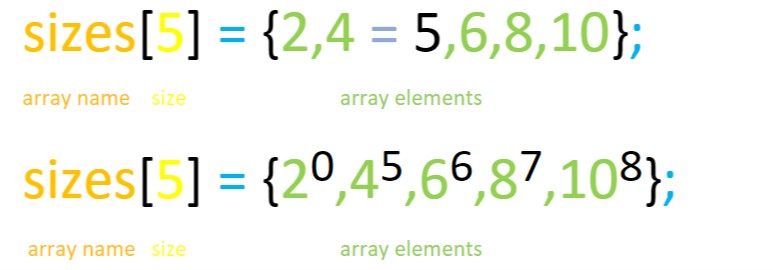 sizes[5] = {2,4 = 5,6,8,10};
array name size array elements
sizes[5] = {2⁰,4⁵,6⁶,8⁷,10⁸};
array name size array elements